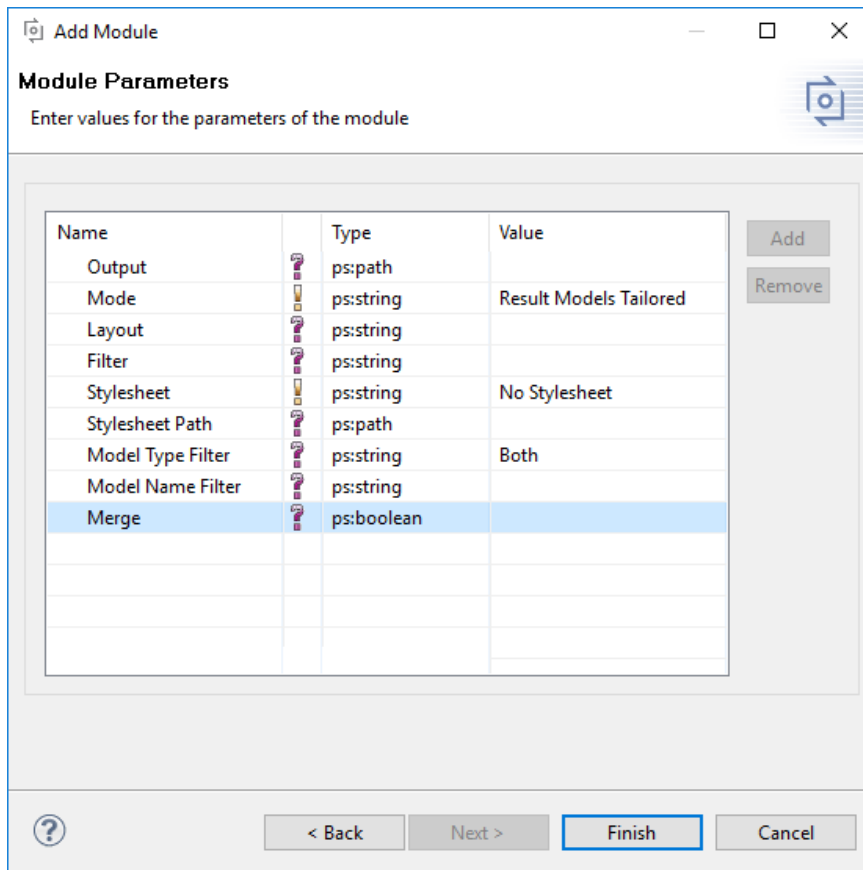 Add Module
Module Parameters
Enter values for the parameters of the module
Name Type Value
Output ps:path
Mode ps:string Result Models Tailored
Layout ps:string
Filter ps:string
Stylesheet ps:string No Stylesheet
Stylesheet Path ps:path
Model Type Filter ps:string Both
Model Name Filter ps:string
Merge ps:boolean
Add
Remove
< Back Next > Finish Cancel